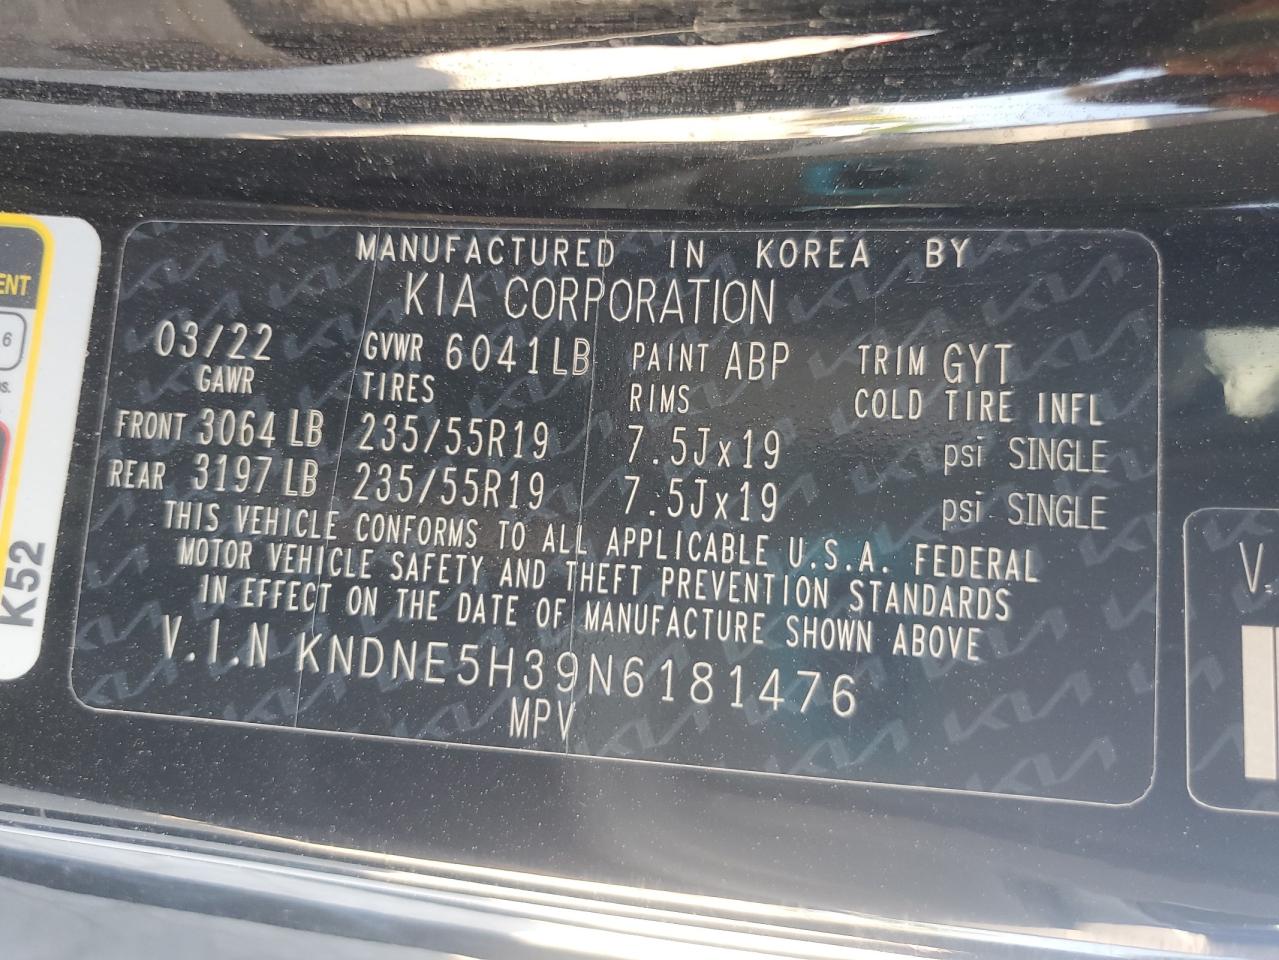 MANUFACTURED IN KOREA BY
KIA CORPORATION
03/22 GVWR 6041LB PAINT ABP TRIM GYT
GAWR TIRES RIMS COLD TIRE INFL
FRONT 3064 LB 235/55R19 7.5Jx19 psi SINGLE
REAR 3197 LB 235/55R19 7.5Jx19 psi SINGLE
THIS VEHICLE CONFORMS TO ALL APPLICABLE U.S.A. FEDERAL
MOTOR VEHICLE SAFETY AND THEFT PREVENTION STANDARDS
IN EFFECT ON THE DATE OF MANUFACTURE SHOWN ABOVE
V.I.N KNDNE5H39N6181476
MPV
ENT
6
K52
V.